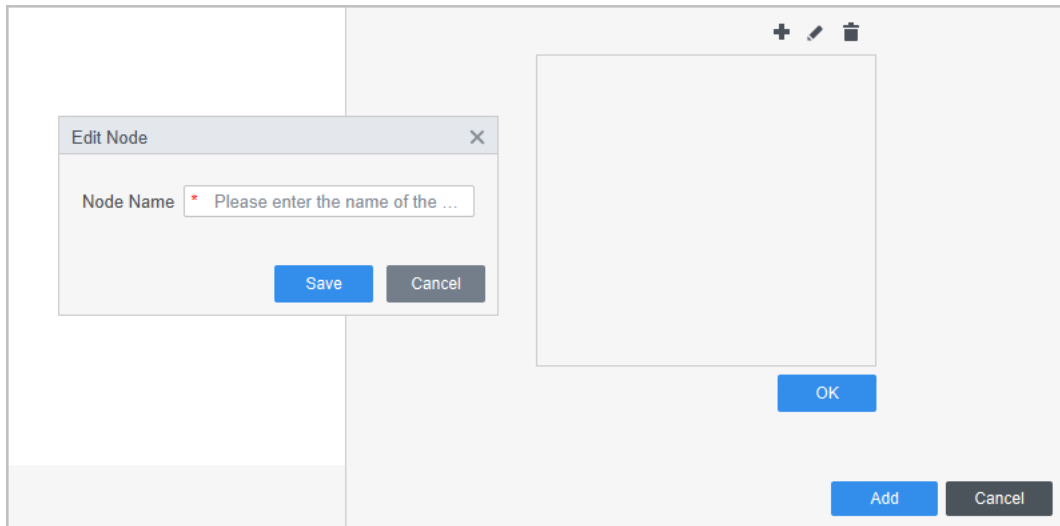 Edit Node
Node Name * Please enter the name of the ...
Save Cancel
OK
Add Cancel